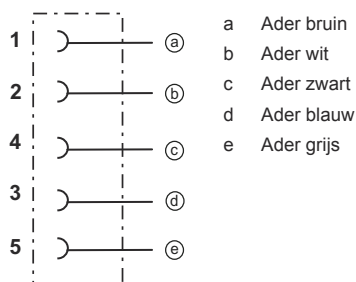 1 a
2 b
4 c
3 d
5 e
a Ader bruin
b Ader wit
c Ader zwart
d Ader blauw
e Ader grijs